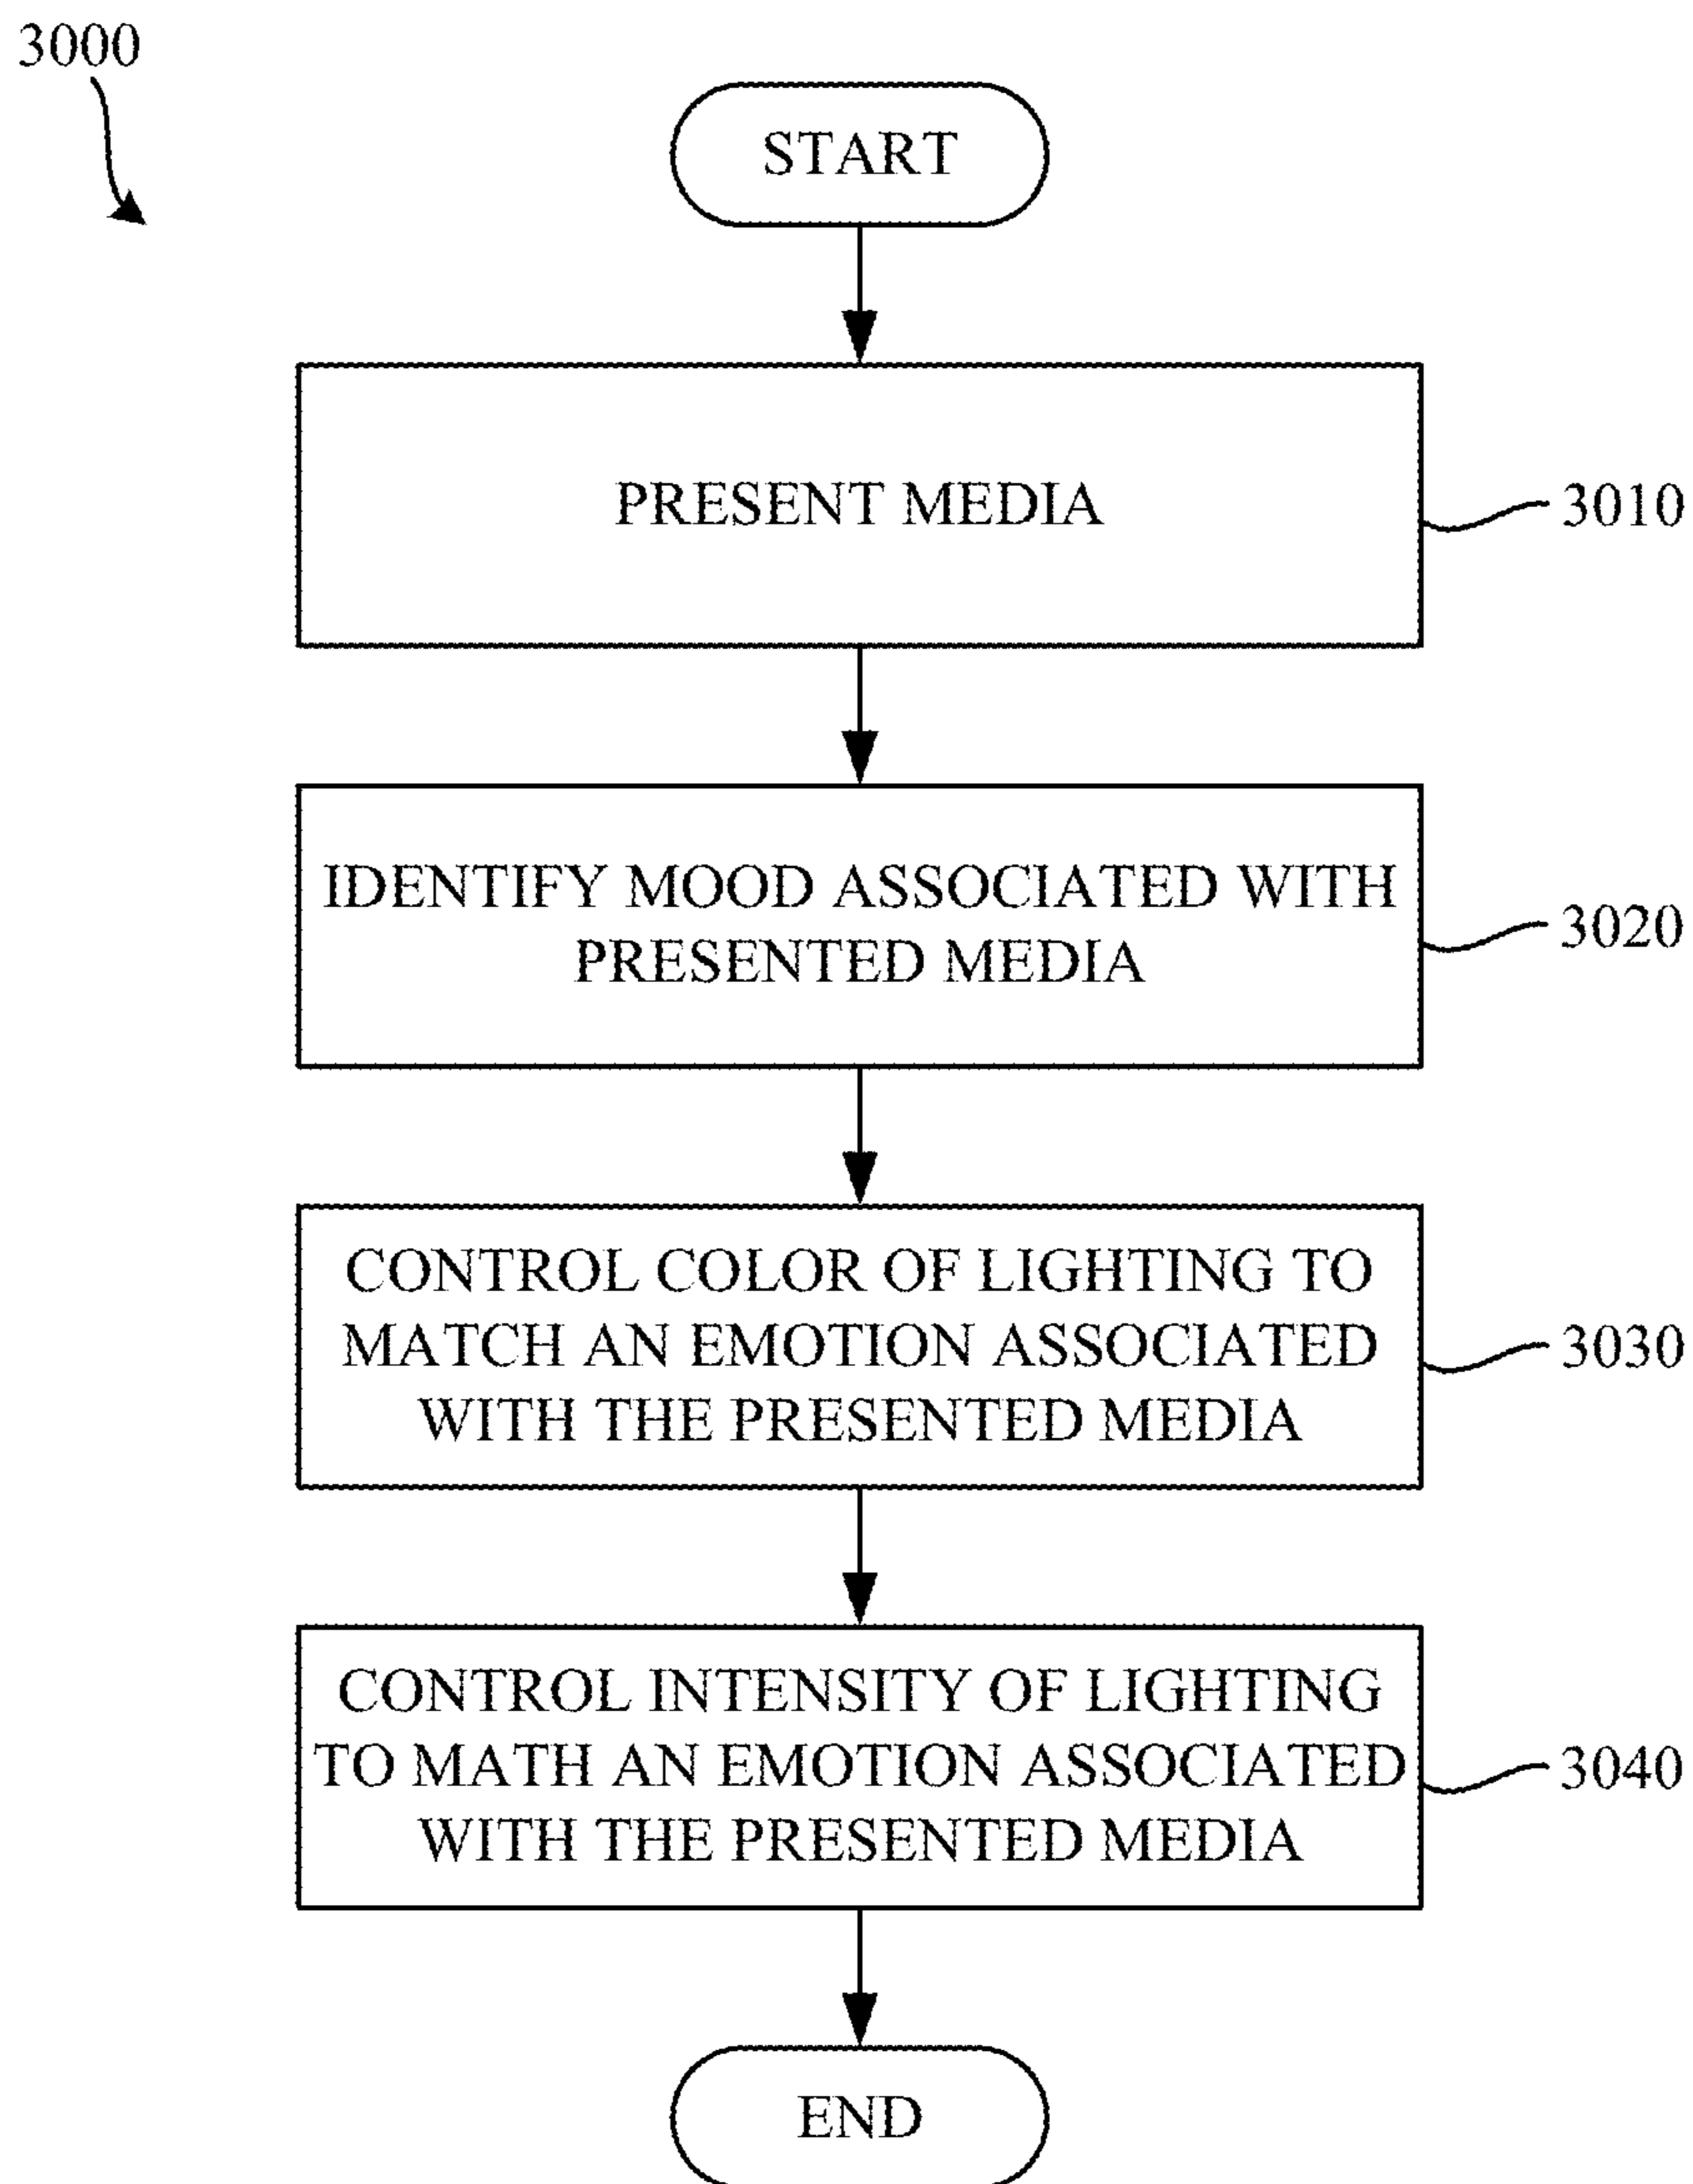 3000
START
PRESENT MEDIA
3010
IDENTIFY MOOD ASSOCIATED WITH
PRESENTED MEDIA
3020
CONTROL COLOR OF LIGHTING TO
MATCH AN EMOTION ASSOCIATED
WITH THE PRESENTED MEDIA
3030
CONTROL INTENSITY OF LIGHTING
TO MATH AN EMOTION ASSOCIATED
WITH THE PRESENTED MEDIA
3040
END